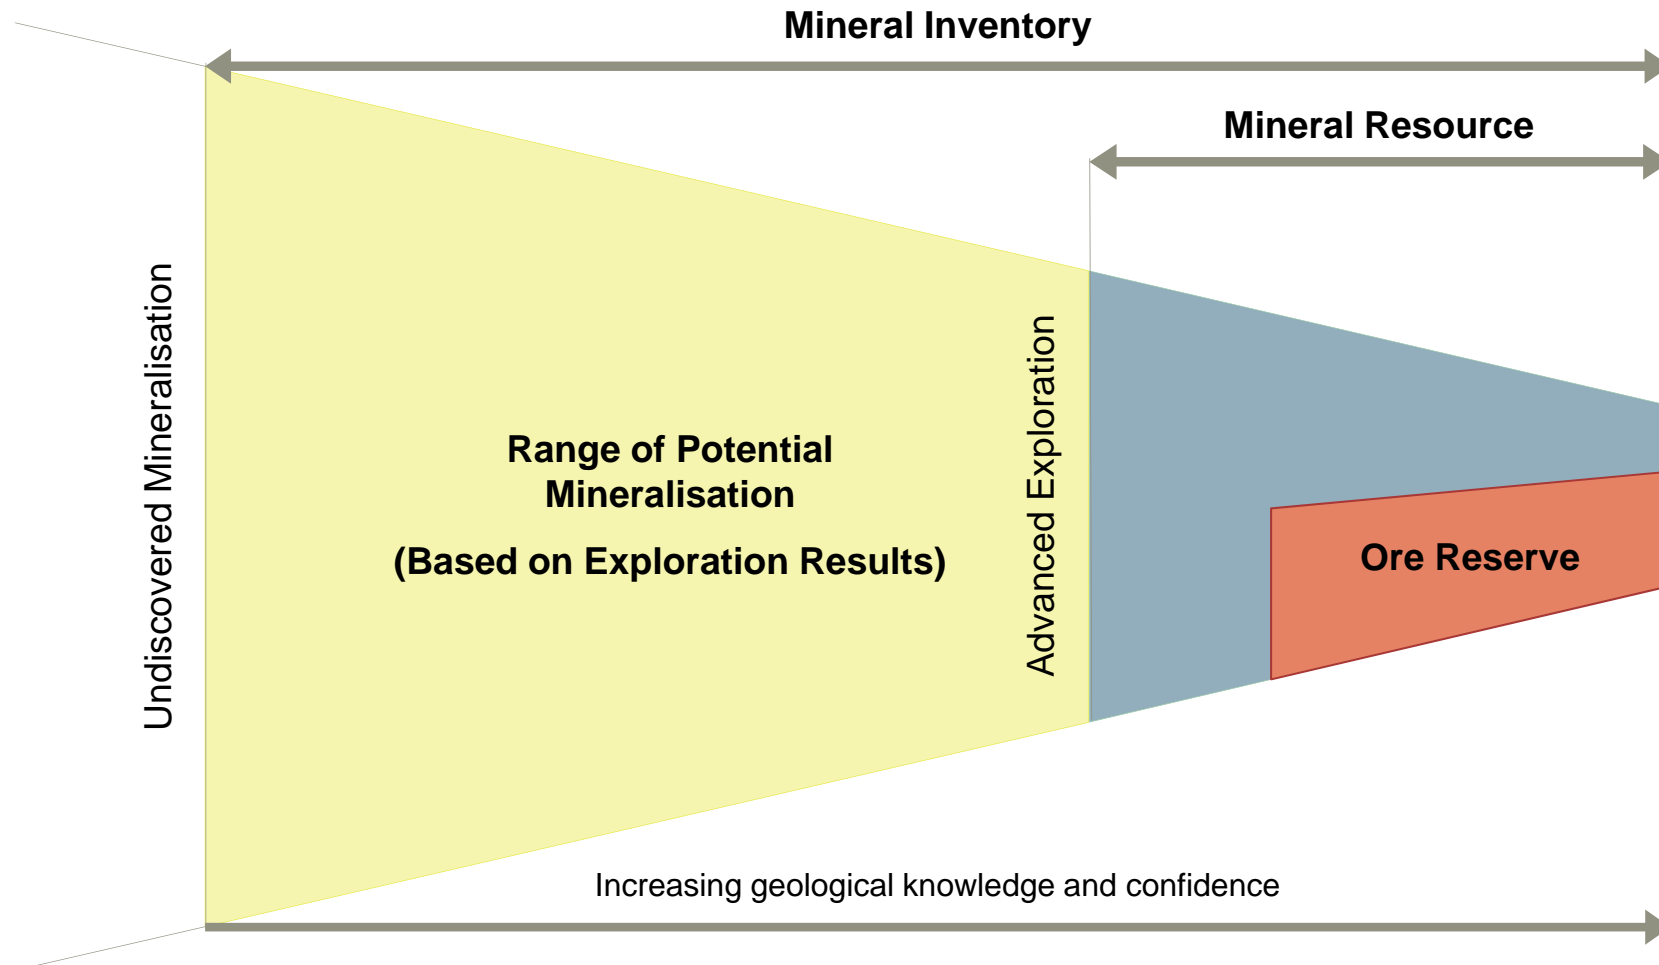 Mineral Inventory
Mineral Resource
Undiscovered Mineralisation
Range of Potential
Mineralisation
(Based on Exploration Results)
Advanced Exploration
Ore Reserve
Increasing geological knowledge and confidence